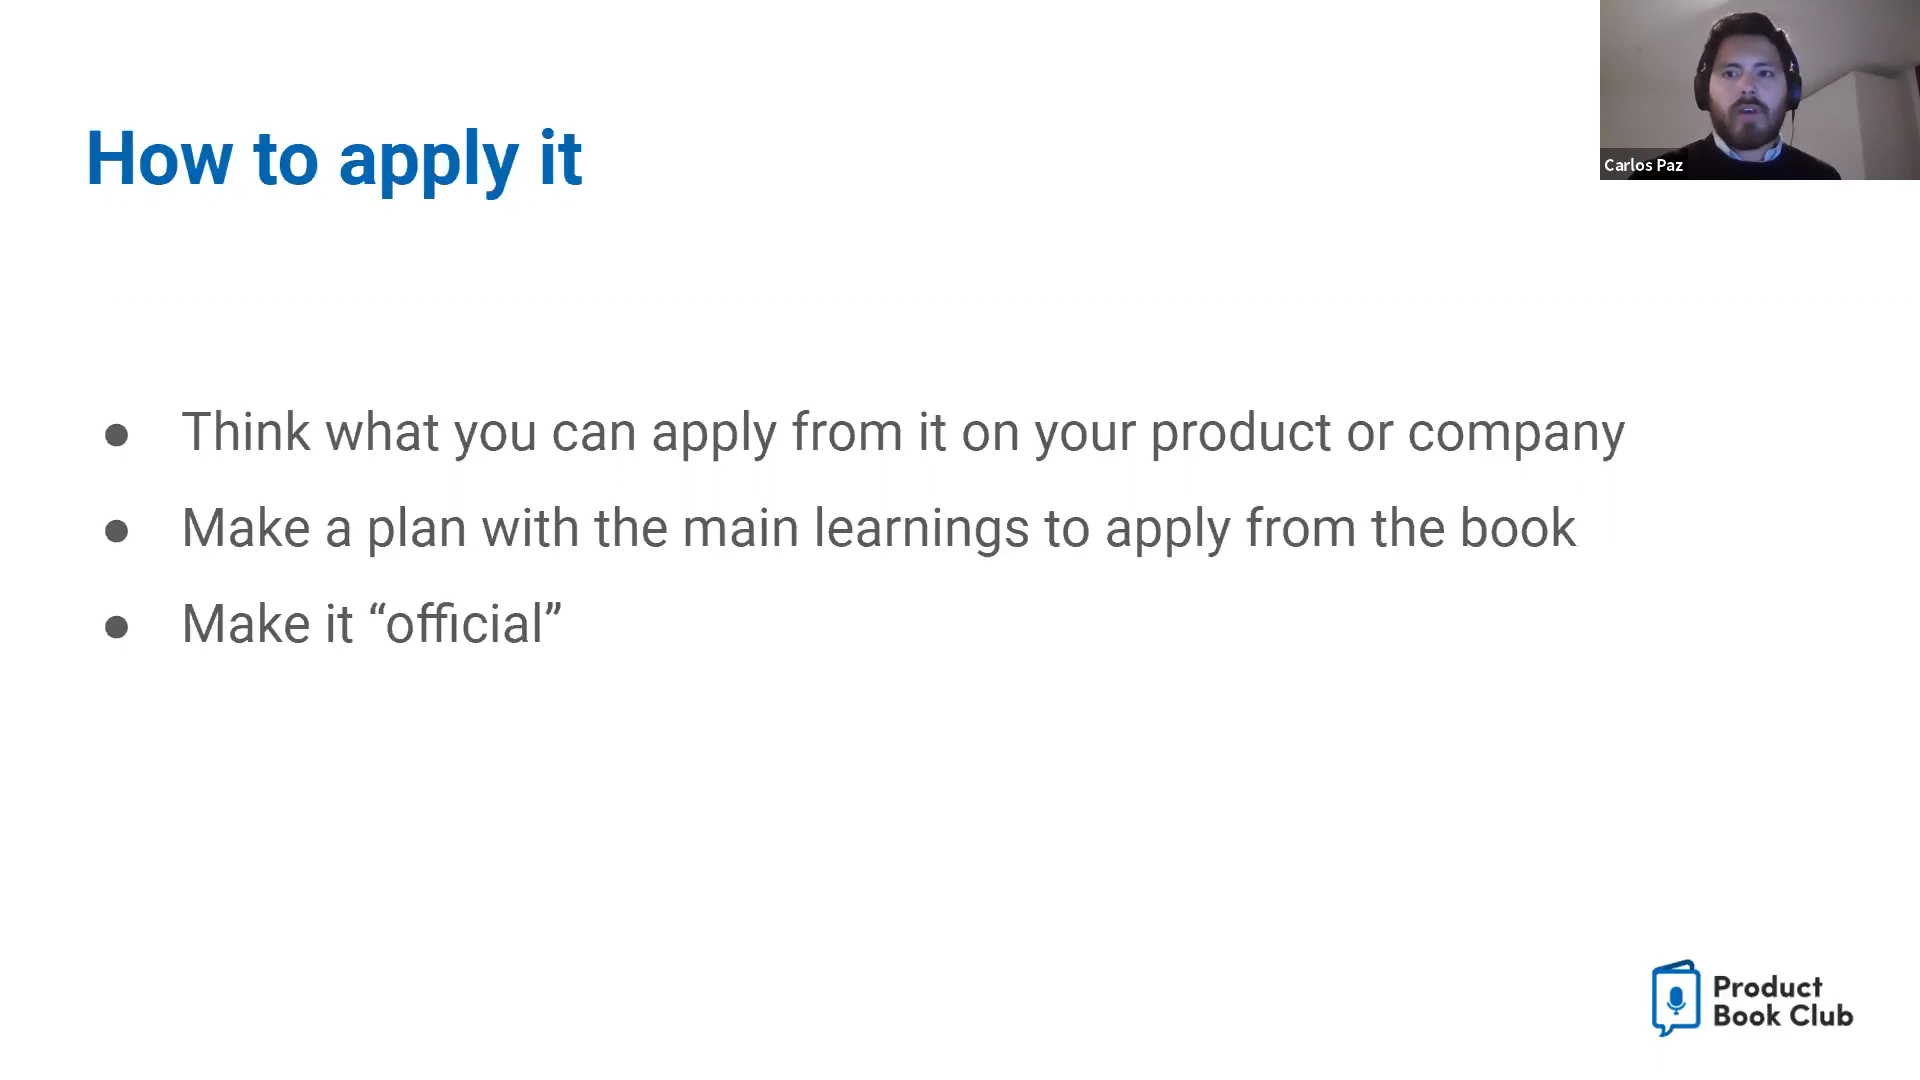 How to apply it
Carlos Paz
● Think what you can apply from it on your product or company
● Make a plan with the main learnings to apply from the book
● Make it “official”
Product
Book Club